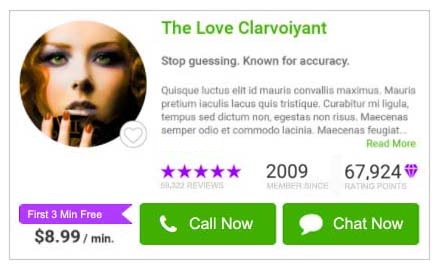 The Love Clarvoiyant
Stop guessing. Known for accuracy.
Quisque luctus elit id mauris convallis maximus. Mauris
pretium iaculis lacus quis tristique. Curabitur mi ligula,
tempus sed dictum non, egestas non risus. Maecenas
semper odio et commodo lacinia. Maecenas feugiat...
Read More
2009
67,924
59,322 REVIEWS
MEMBER SINCE
RATING POINTS
First 3 Min Free
$8.99 / min.
Call Now
Chat Now